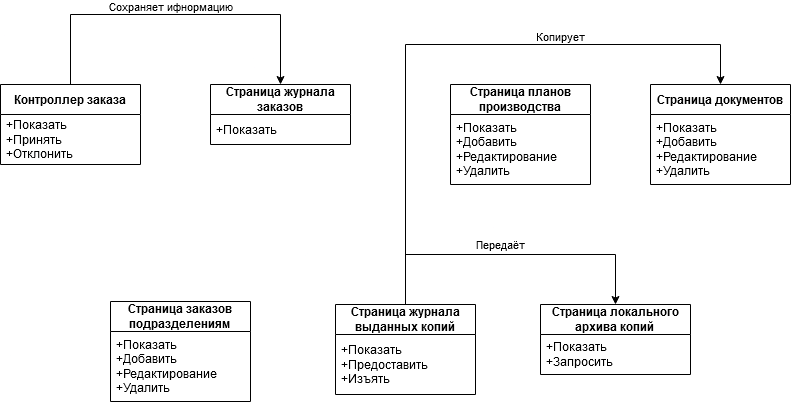 Сохраняет ифнормацию
Копирует
Контроллер заказа
+Показать
+Принять
+Отклонить
Страница журнала
заказов
+Показать
Страница планов
производства
+Показать
+Добавить
+Редактирование
+Удалить
Страница документов
+Показать
+Добавить
+Редактирование
+Удалить
Передаёт
Страница заказов
подразделениям
+Показать
+Добавить
+Редактирование
+Удалить
Страница журнала
выданных копий
+Показать
+Предоставить
+Изъять
Страница локального
архива копий
+Показать
+Запросить